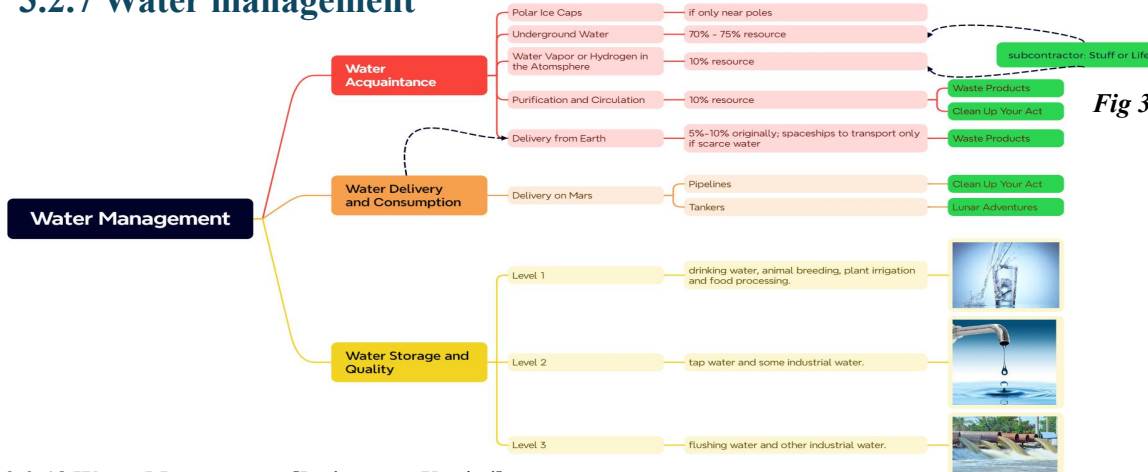 Water management
Polar Ice Caps
if only near poles
Underground Water
70% - 75% resource
Water Vapor or Hydrogen in
the Atomsphere
10% resource
subcontractor: Stuff or Life
Water
Acquaintance
Purification and Circulation
10% resource
Waste Products
Clean Up Your Act
Fig 3
Delivery from Earth
5%-10% originally; spaceships to transport only
if scarce water
Waste Products
Water Delivery
and Consumption
Delivery on Mars
Pipelines
Clean Up Your Act
Tankers
Lunar Adventures
Water Management
Level 1
drinking water, animal breeding, plant irrigation
and food processing.
Water Storage and
Quality
Level 2
tap water and some industrial water.
Level 3
flushing water and other industrial water.